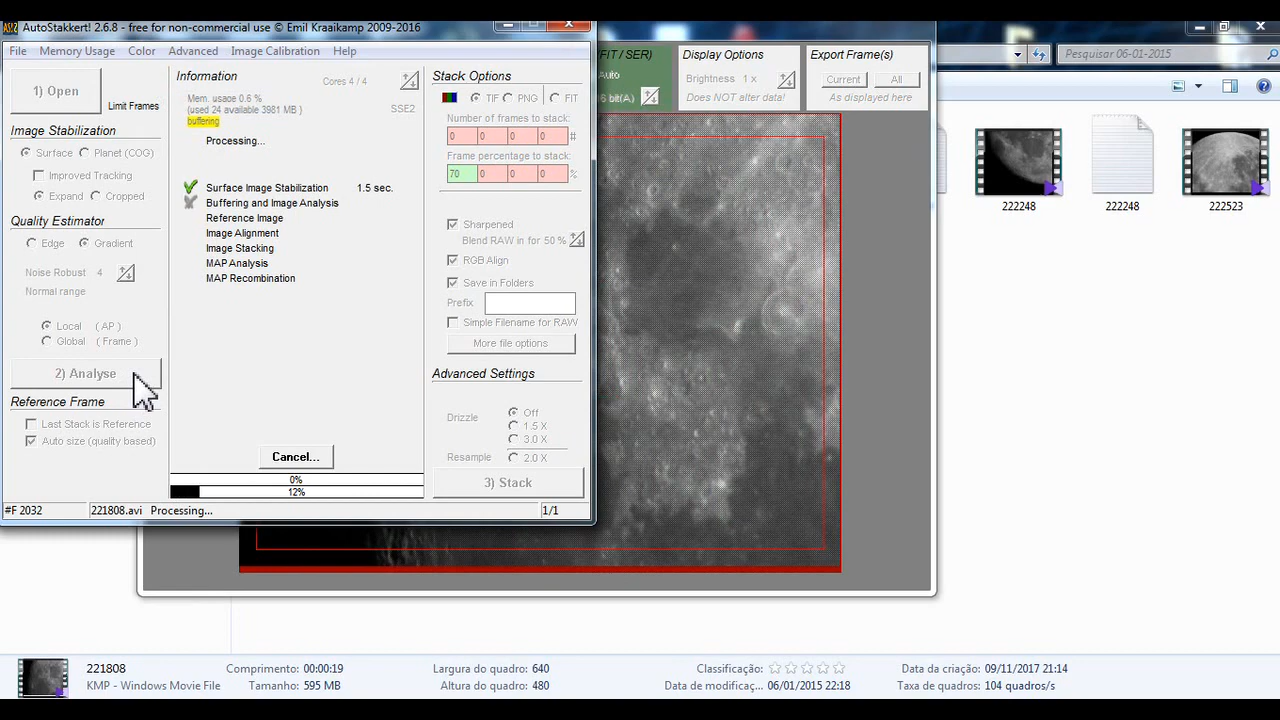 AutoStakkert! 2.6.8 - free for non-commercial use © Emil Kraaikamp 2009-2016
File Memory Usage Color Advanced Image Calibration Help
1) Open
Limit Frames
Image Stabilization
Surface Planet (COG)
Improved Tracking
Expand Cropped
Quality Estimator
Edge Gradient
Noise Robust 4
Normal range
Local (AP)
Global (Frame)
2) Analyse
Reference Frame
Last Stack is Reference
Auto size (quality based)
Information
Cores 4 / 4
Mem. usage 0.6 %
(used 24 available 3981 MB )
SSE2
buffering
Processing...
Surface Image Stabilization 1.5 sec.
Buffering and Image Analysis
Reference Image
Image Alignment
Image Stacking
MAP Analysis
MAP Recombination
Cancel...
0%
12%
Stack Options
TIF PNG FIT
Number of frames to stack:
0 0 0 0 #
Frame percentage to stack:
70 0 0 0 %
Sharpened
Blend RAW in for 50 %
RGB Align
Save in Folders
Prefix
Simple Filename for RAW
More file options
Advanced Settings
Drizzle
Off
1.5 X
3.0 X
Resample 2.0 X
3) Stack
#F 2032 221808.avi Processing... 1/1
(FIT / SER)
Auto
bit(A)
Display Options
Brightness 1 x
Does NOT alter data!
Export Frame(s)
Current All
As displayed here
Pesquisar 06-01-2015
222248
222248
222523
221808
KMP - Windows Movie File
Comprimento: 00:00:19
Tamanho: 595 MB
Largura do quadro: 640
Altura do quadro: 480
Classificação:
Data de modificaç... 06/01/2015 22:18
Data da criação: 09/11/2017 21:14
Taxa de quadros: 104 quadros/s